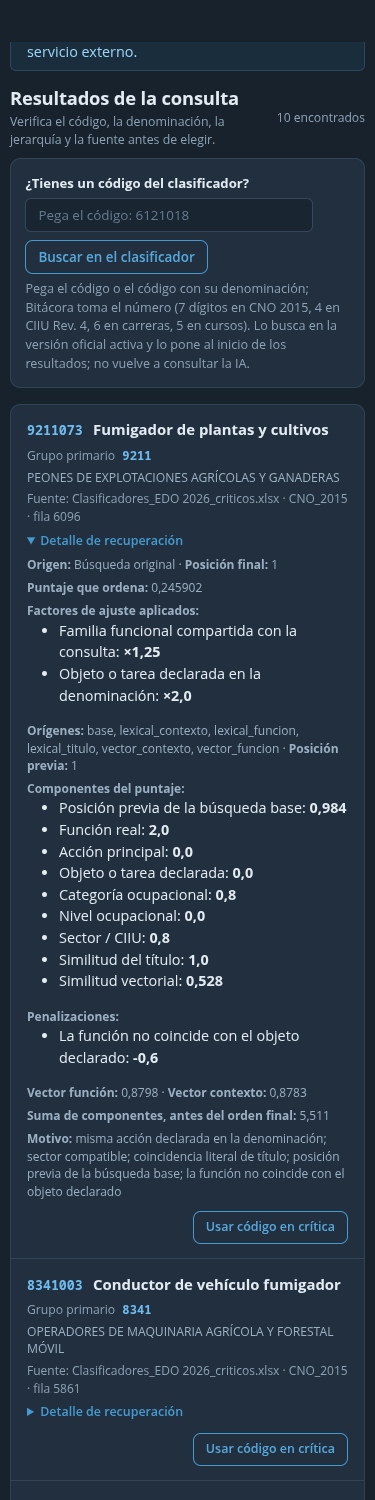 servicio externo.
Resultados de la consulta
Verifica el código, la denominación, la
jerarquía y la fuente antes de elegir.
10 encontrados
¿Tienes un código del clasificador?
Pega el código: 6121018
Buscar en el clasificador
Pega el código o el código con su denominación;
Bitácora toma el número (7 dígitos en CNO 2015, 4 en
CIIU Rev. 4, 6 en carreras, 5 en cursos). Lo busca en la
versión oficial activa y lo pone al inicio de los
resultados; no vuelve a consultar la IA.
9211073 Fumigador de plantas y cultivos
Grupo primario 9211
PEONES DE EXPLOTACIONES AGRÍCOLAS Y GANADERAS
Fuente: Clasificadores_EDO 2026_criticos.xlsx · CNO_2015
· fila 6096
▼ Detalle de recuperación
Origen: Búsqueda original · Posición final: 1
Puntaje que ordena: 0,245902
Factores de ajuste aplicados:
• Familia funcional compartida con la
consulta: ×1,25
• Objeto o tarea declarada en la
denominación: ×2,0
Orígenes: base, lexical_contexto, lexical_funcion,
lexical_titulo, vector_contexto, vector_funcion · Posición
previa: 1
Componentes del puntaje:
• Posición previa de la búsqueda base: 0,984
• Función real: 2,0
• Acción principal: 0,0
• Objeto o tarea declarada: 0,0
• Categoría ocupacional: 0,8
• Nivel ocupacional: 0,0
• Sector / CIIU: 0,8
• Similitud del título: 1,0
• Similitud vectorial: 0,528
Penalizaciones:
• La función no coincide con el objeto
declarado: -0,6
Vector función: 0,8798 · Vector contexto: 0,8783
Suma de componentes, antes del orden final: 5,511
Motivo: misma acción declarada en la denominación;
sector compatible; coincidencia literal de título; posición
previa de la búsqueda base; la función no coincide con el
objeto declarado
Usar código en crítica
8341003 Conductor de vehículo fumigador
Grupo primario 8341
OPERADORES DE MAQUINARIA AGRÍCOLA Y FORESTAL
MÓVIL
Fuente: Clasificadores_EDO 2026_criticos.xlsx · CNO_2015
· fila 5861
▶ Detalle de recuperación
Usar código en crítica